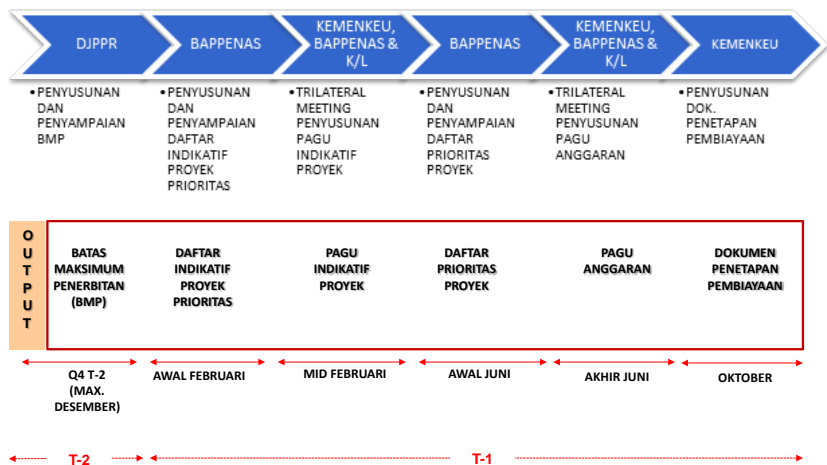 DJPPR
BAPPENAS
KEMENKEU,
BAPPENAS &
K/L
BAPPENAS
KEMENKEU,
BAPPENAS &
K/L
KEMENKEU
•PENYUSUNAN
DAN
PENYAMPAIAN
BMP
•PENYUSUNAN
DAN
PENYAMPAIAN
DAFTAR
INDIKATIF
PROYEK
PRIORITAS
•TRILATERAL
MEETING
PENYUSUNAN
PAGU
INDIKATIF
PROYEK
•PENYUSUNAN
DAN
PENYAMPAIAN
DAFTAR
PRIORITAS
PROYEK
•TRILATERAL
MEETING
PENYUSUNAN
PAGU
ANGGARAN
•PENYUSUNAN
DOK.
PENETAPAN
PEMBIAYAAN
O
U
T
P
U
T
BATAS
MAKSIMUM
PENERBITAN
(BMP)
DAFTAR
INDIKATIF
PROYEK
PRIORITAS
PAGU
INDIKATIF
PROYEK
DAFTAR
PRIORITAS
PROYEK
PAGU
ANGGARAN
DOKUMEN
PENETAPAN
PEMBIAYAAN
Q4 T-2
(MAX.
DESEMBER)
AWAL FEBRUARI
MID FEBRUARI
AWAL JUNI
AKHIR JUNI
OKTOBER
T-2
T-1